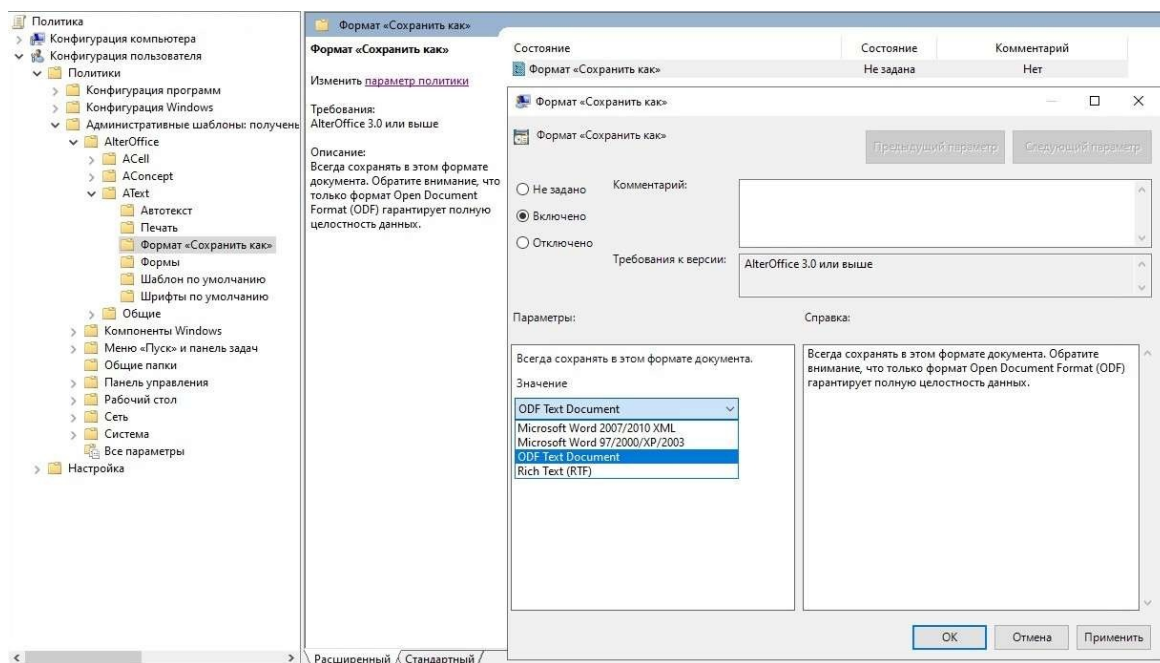 Политика
Конфигурация компьютера
Конфигурация пользователя
Политики
Конфигурация программ
Конфигурация Windows
Административные шаблоны: получень
AlterOffice
ACell
AConcept
AText
Автотекст
Печать
Формат «Сохранить как»
Формы
Шаблон по умолчанию
Шрифты по умолчанию
Общие
Компоненты Windows
Меню «Пуск» и панель задач
Общие папки
Панель управления
Рабочий стол
Сеть
Система
Все параметры
Настройка
Формат «Сохранить как»
Формат «Сохранить как»
Изменить параметр политики
Требования:
AlterOffice 3.0 или выше
Описание:
Всегда сохранять в этом формате
документа. Обратите внимание, что
только формат Open Document
Format (ODF) гарантирует полную
целостность данных.
Состояние Состояние Комментарий
Формат «Сохранить как» Не задана Нет
Расширенный Стандартный
Формат «Сохранить как»
Формат «Сохранить как»
Предыдущий параметр Следующий параметр
Не задано Комментарий:
Включено
Отключено
Требования к версии: AlterOffice 3.0 или выше
Параметры: Справка:
Всегда сохранять в этом формате документа.
Значение
ODF Text Document
Microsoft Word 2007/2010 XML
Microsoft Word 97/2000/XP/2003
ODF Text Document
Rich Text (RTF)
Всегда сохранять в этом формате документа. Обратите
внимание, что только формат Open Document Format (ODF)
гарантирует полную целостность данных.
OK Отмена Применить